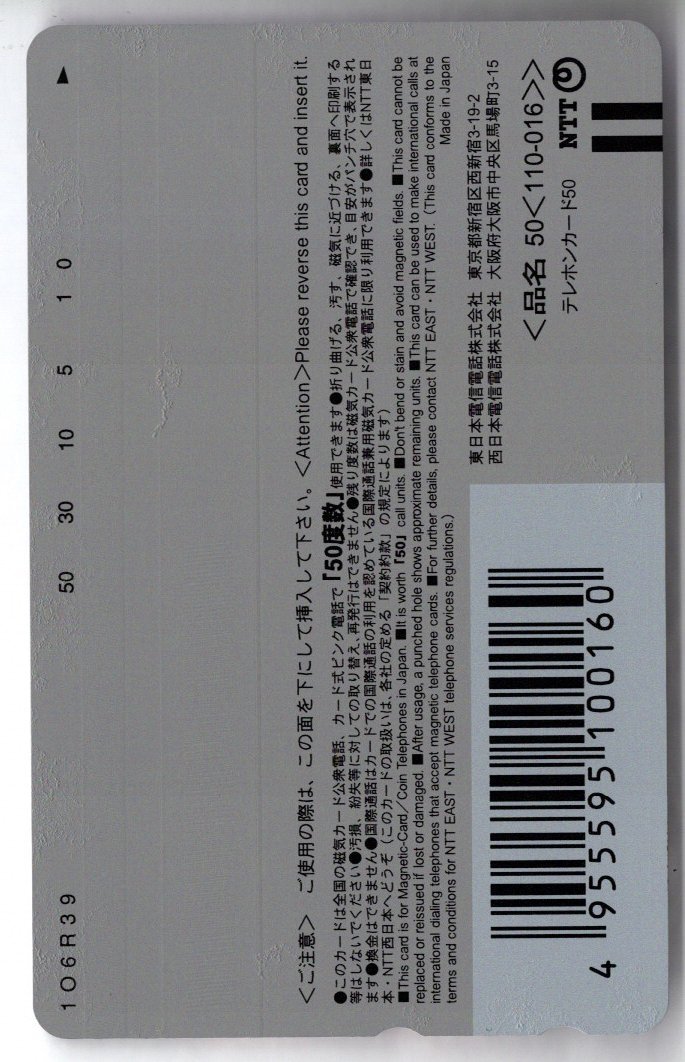 106R39 50 30 10 5 1 0
<ご注意> ご使用の際は、この面を下にして挿入して下さい。<Attention>Please reverse this card and insert it.
●このカードは全国の磁気カード公衆電話、カード式ピンク電話で「50度数」使用できます●折り曲げる、汚す、磁気に近づける、裏面へ印刷する
等はしないでください●汚損、紛失等に対しての取り替え、再発行はできません●残り度数は磁気カード公衆電話で確認でき、目安がパンチ穴で表示され
ます●換金はできません●国際通話はカードでの国際通話の利用を認めている国際通話兼用磁気カード公衆電話に限り利用できます●詳しくはNTT東日
本・NTT西日本へどうぞ(このカードの取扱いは、各社の定める「契約約款」の規定によります)
■This card is for Magnetic-Card/Coin Telephones in Japan. ■It is worth「50」call units. ■Don't bend or stain and avoid magnetic fields. ■This card cannot be
replaced or reissued if lost or damaged. ■After usage, a punched hole shows approximate remaining units. ■This card can be used to make international calls at
international dialing telephones that accept magnetic telephone cards. ■For further details, please contact NTT EAST・NTT WEST. (This card conforms to the
terms and conditions for NTT EAST・NTT WEST telephone services regulations.)
Made in Japan
東日本電信電話株式会社 東京都新宿区西新宿3-19-2
西日本電信電話株式会社 大阪府大阪市中央区馬場町3-15
<品名 50<110-016>>
テレホンカード50 NTT
4 955595 100160